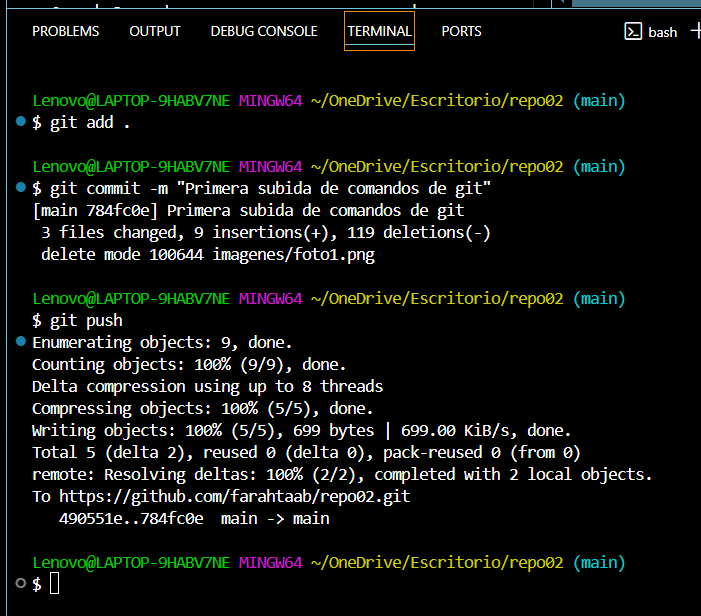 PROBLEMS OUTPUT DEBUG CONSOLE TERMINAL PORTS bash
Lenovo@LAPTOP-9HABV7NE MINGW64 ~/OneDrive/Escritorio/repo02 (main)
$ git add .
Lenovo@LAPTOP-9HABV7NE MINGW64 ~/OneDrive/Escritorio/repo02 (main)
$ git commit -m "Primera subida de comandos de git"
[main 784fc0e] Primera subida de comandos de git
3 files changed, 9 insertions(+), 119 deletions(-)
delete mode 100644 imagenes/foto1.png
Lenovo@LAPTOP-9HABV7NE MINGW64 ~/OneDrive/Escritorio/repo02 (main)
$ git push
Enumerating objects: 9, done.
Counting objects: 100% (9/9), done.
Delta compression using up to 8 threads
Compressing objects: 100% (5/5), done.
Writing objects: 100% (5/5), 699 bytes | 699.00 KiB/s, done.
Total 5 (delta 2), reused 0 (delta 0), pack-reused 0 (from 0)
remote: Resolving deltas: 100% (2/2), completed with 2 local objects.
To https://github.com/farahtaab/repo02.git
490551e..784fc0e  main -> main
Lenovo@LAPTOP-9HABV7NE MINGW64 ~/OneDrive/Escritorio/repo02 (main)
$